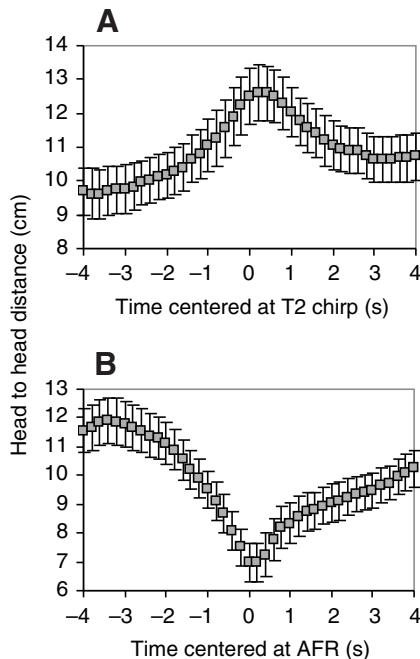 A
14
13
12
11
10
9
8
–4 –3 –2 –1 0 1 2 3 4
Time centered at T2 chirp (s)
Head to head distance (cm)
B
13
12
11
10
9
8
7
6
–4 –3 –2 –1 0 1 2 3 4
Time centered at AFR (s)